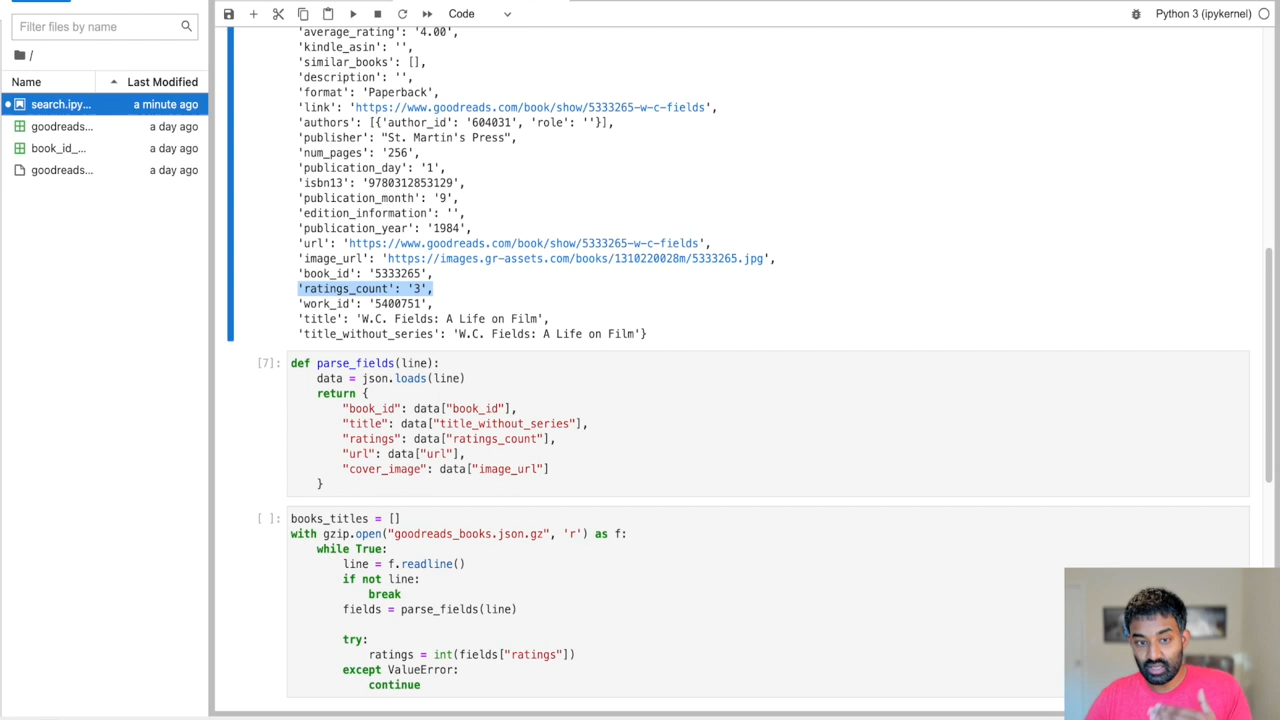 Code
Python 3 (ipykernel)
Filter files by name
/
Name
Last Modified
search.ipy... a minute ago
goodreads... a day ago
book_id_... a day ago
goodreads... a day ago
'average_rating': '4.00',
'kindle_asin': '',
'similar_books': [],
'description': '',
'format': 'Paperback',
'link': 'https://www.goodreads.com/book/show/5333265-w-c-fields',
'authors': [{'author_id': '604031', 'role': ''}],
'publisher': "St. Martin's Press",
'num_pages': '256',
'publication_day': '1',
'isbn13': '9780312853129',
'publication_month': '9',
'edition_information': '',
'publication_year': '1984',
'url': 'https://www.goodreads.com/book/show/5333265-w-c-fields',
'image_url': 'https://images.gr-assets.com/books/1310220028m/5333265.jpg',
'book_id': '5333265',
'ratings_count': '3',
'work_id': '5400751',
'title': 'W.C. Fields: A Life on Film',
'title_without_series': 'W.C. Fields: A Life on Film'}
[7]: def parse_fields(line):
data = json.loads(line)
return {
"book_id": data["book_id"],
"title": data["title_without_series"],
"ratings": data["ratings_count"],
"url": data["url"],
"cover_image": data["image_url"]
}
[ ]: books_titles = []
with gzip.open("goodreads_books.json.gz", 'r') as f:
while True:
line = f.readline()
if not line:
break
fields = parse_fields(line)
try:
ratings = int(fields["ratings"])
except ValueError:
continue